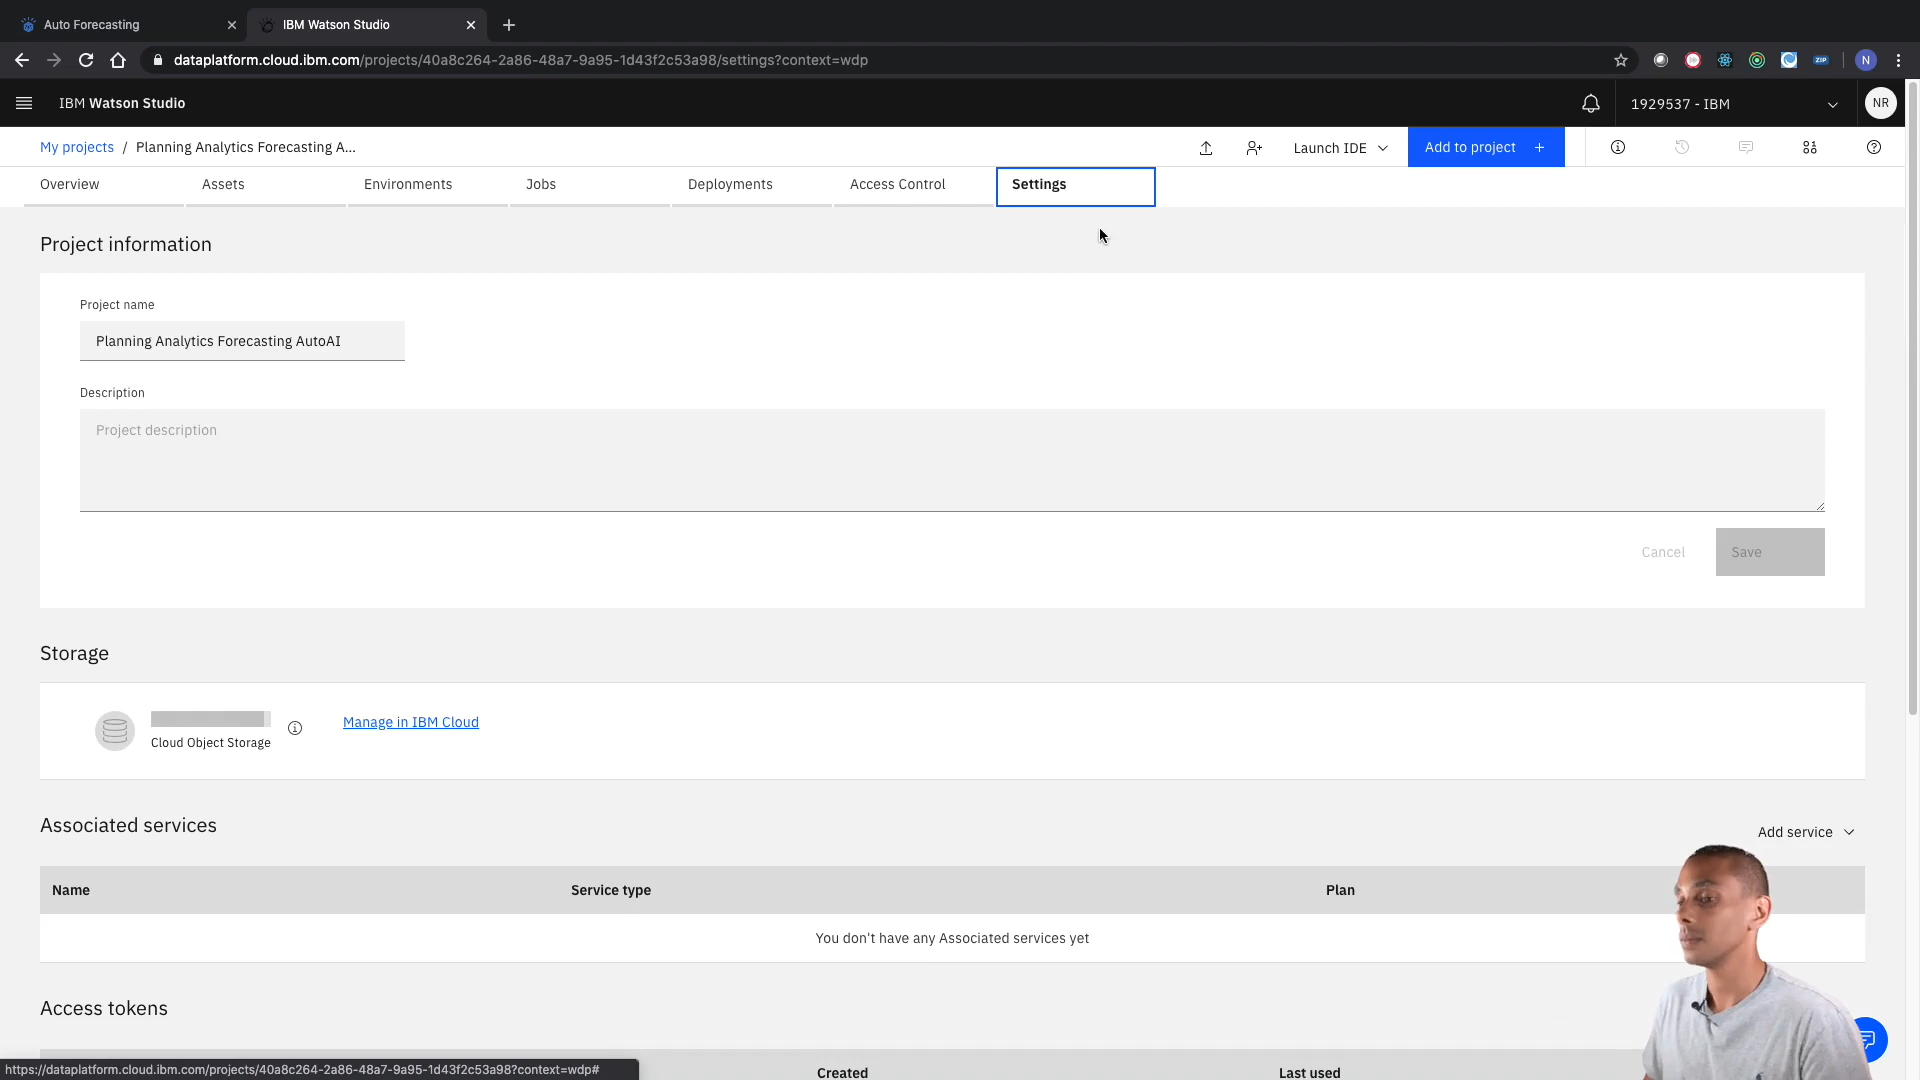 Auto Forecasting
IBM Watson Studio
dataplatform.cloud.ibm.com/projects/40a8c264-2a86-48a7-9a95-1d43f2c53a98/settings?context=wdp
ZIP
N
IBM Watson Studio
1929537 - IBM
NR
My projects / Planning Analytics Forecasting A...
Launch IDE
Add to project +
Overview
Assets
Environments
Jobs
Deployments
Access Control
Settings
Project information
Project name
Planning Analytics Forecasting AutoAI
Description
Project description
Cancel
Save
Storage
Cloud Object Storage
Manage in IBM Cloud
Associated services
Add service
Name
Service type
Plan
You don't have any Associated services yet
Access tokens
https://dataplatform.cloud.ibm.com/projects/40a8c264-2a86-48a7-9a95-1d43f2c53a98?context=wdp#
Created
Last used